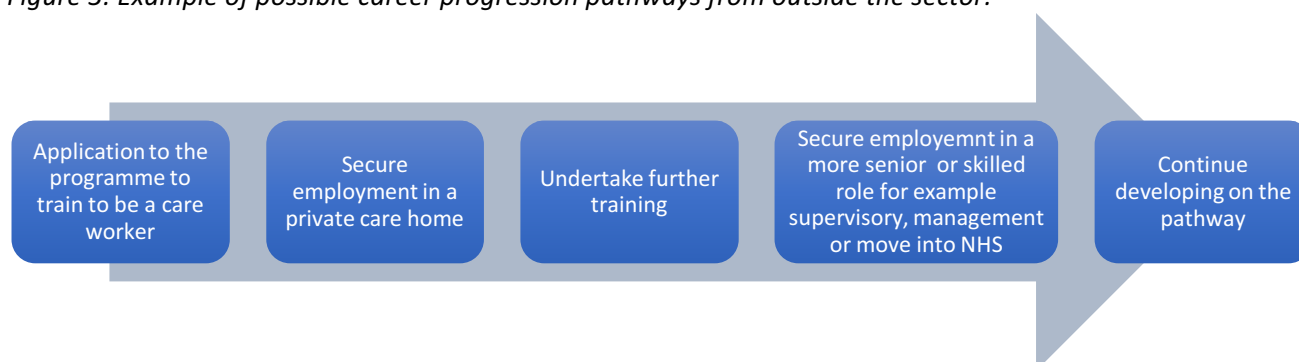 Figure 3: Example of possible career progression pathways from outside the sector.
Application to the
programme to
train to be a care
worker
Secure
employment in a
private care home
Undertake further
training
Secure employemnt in a
more senior or skilled
role for example
supervisory, management
or move into NHS
Continue
developing on the
pathway